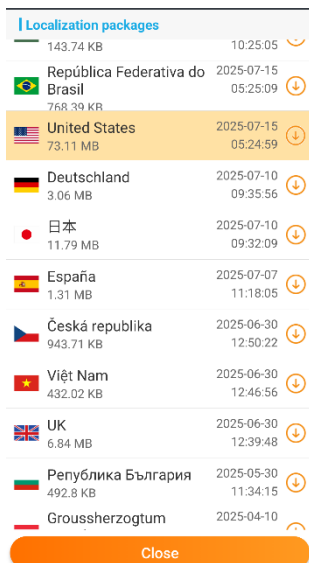 Localization packages
143.74 KB
10:25:05
República Federativa do
Brasil
768.39 KB
2025-07-15
05:25:09
United States
73.11 MB
2025-07-15
05:24:59
Deutschland
3.06 MB
2025-07-10
09:35:56
日本
11.79 MB
2025-07-10
09:32:09
España
1.31 MB
2025-07-07
11:18:05
Česká republika
943.71 KB
2025-06-30
12:50:22
Việt Nam
432.02 KB
2025-06-30
12:46:56
UK
6.84 MB
2025-06-30
12:39:48
Република България
492.8 KB
2025-05-30
11:34:15
Groussherzogtum
2025-04-10
Close